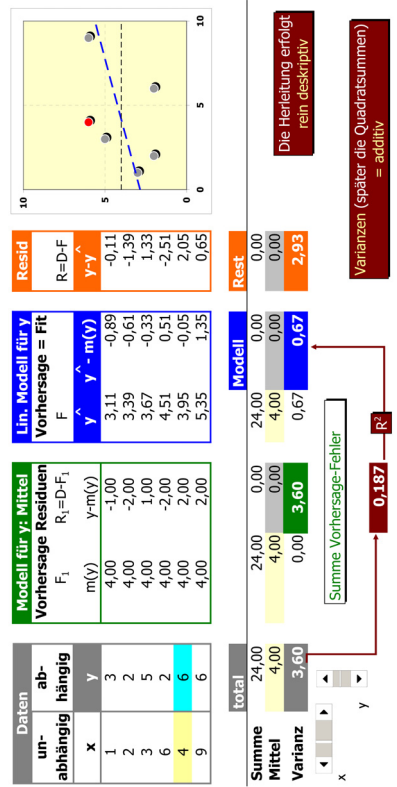 Daten Modell für y: Mittel Lin. Modell für y Resid
un- ab- Vorhersage Residuen Vorhersage = Fit
abhängig hängig F₁ R₁=D-F₁ F R=D-F
x y m(y) y-m(y) ŷ ŷ - m(y) y-ŷ
1 3 4,00 -1,00 3,11 -0,89 -0,11
2 2 4,00 -2,00 3,39 -0,61 -1,39
3 5 4,00 1,00 3,67 -0,33 1,33
6 2 4,00 -2,00 4,51 0,51 -2,51
4 6 4,00 2,00 3,95 -0,05 2,05
9 6 4,00 2,00 5,35 1,35 0,65
10
5
0
0 5 10
total Modell Rest
Summe 24,00 24,00 0,00 24,00 0,00 0,00
Mittel 4,00 4,00 0,00 4,00 0,00 0,00
Varianz 3,60 0,00 3,60 0,67 0,67 2,93
Die Herleitung erfolgt
rein deskriptiv
Summe Vorhersage-Fehler
x
y
0,187
R²
Varianzen (später die Quadratsummen)
= additiv